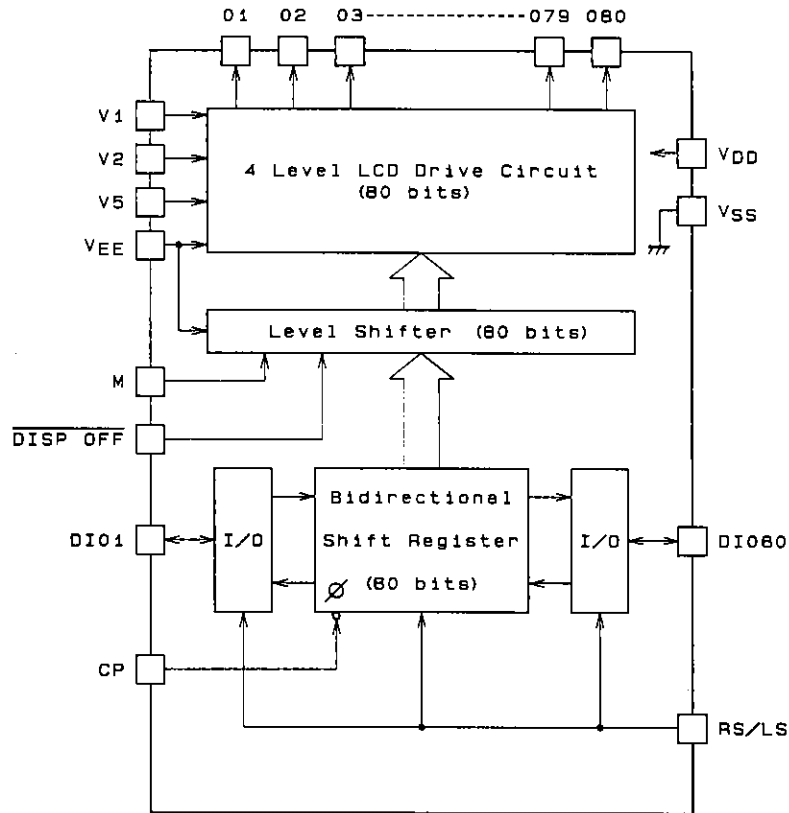 O1 O2 O3 O79 O80
V1
V2
V5
VEE
4 Level LCD Drive Circuit
(80 bits)
VDD
VSS
Level Shifter (80 bits)
M
DISP OFF
DIO1
I/O
Bidirectional
Shift Register
(80 bits)
Ø
I/O
DIO80
CP
RS/LS